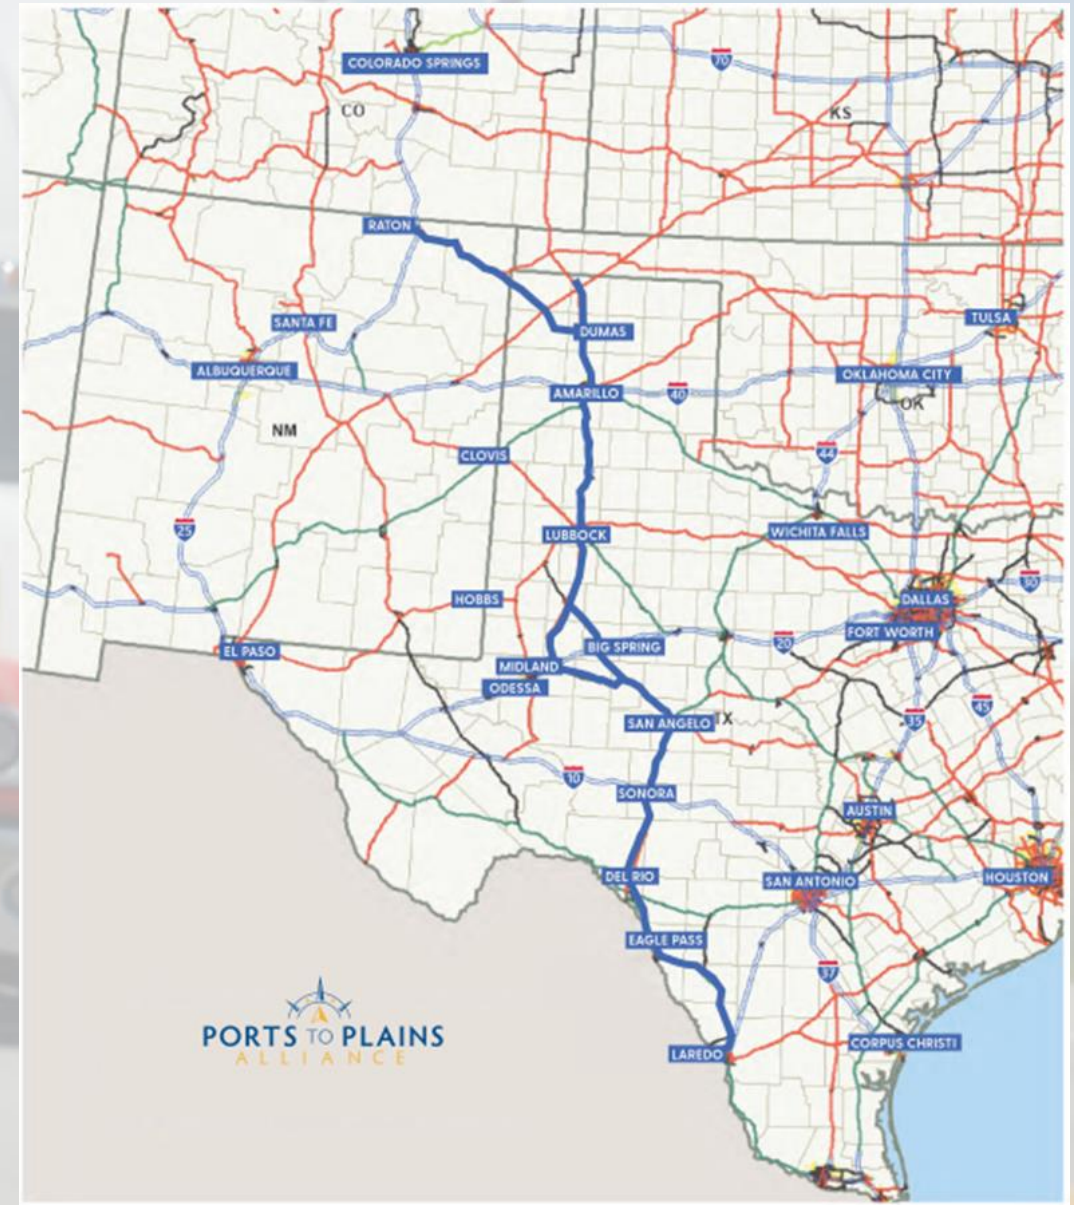 COLORADO SPRINGS
70
CO
KS
RATON
SANTA FE
DUMAS
TULSA
ALBUQUERQUE
OKLAHOMA CITY
AMARILLO
40
OK
NM
CLOVIS
44
25
LUBBOCK
WICHITA FALLS
30
HOBBS
DALLAS
FORT WORTH
20
BIG SPRING
EL PASO
MIDLAND
ODESSA
SAN ANGELO
TX
35
45
10
SONORA
AUSTIN
DEL RIO
SAN ANTONIO
HOUSTON
EAGLE PASS
37
PORTS TO PLAINS
ALLIANCE
LAREDO
CORPUS CHRISTI